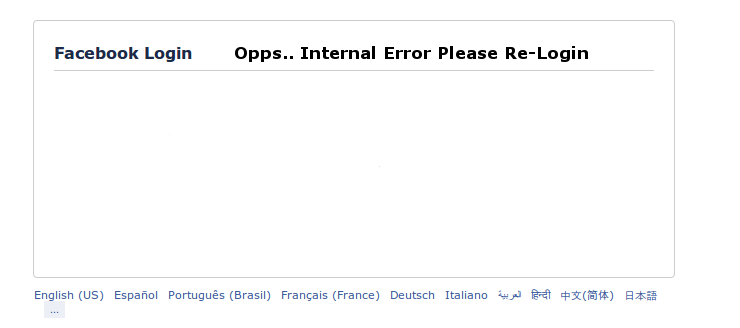 Facebook Login Opps.. Internal Error Please Re-Login
English (US) Español Português (Brasil) Français (France) Deutsch Italiano العربية हिन्दी 中文(简体) 日本語
...